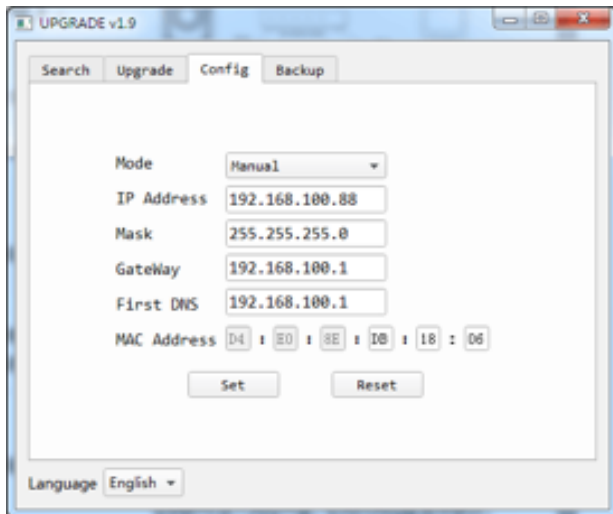 UPGRADE v1.9
Search Upgrade Config Backup
Mode Manual
IP Address 192.168.100.88
Mask 255.255.255.0
GateWay 192.168.100.1
First DNS 192.168.100.1
MAC Address D4 : E0 : 8E : DB : 18 : 06
Set Reset
Language English